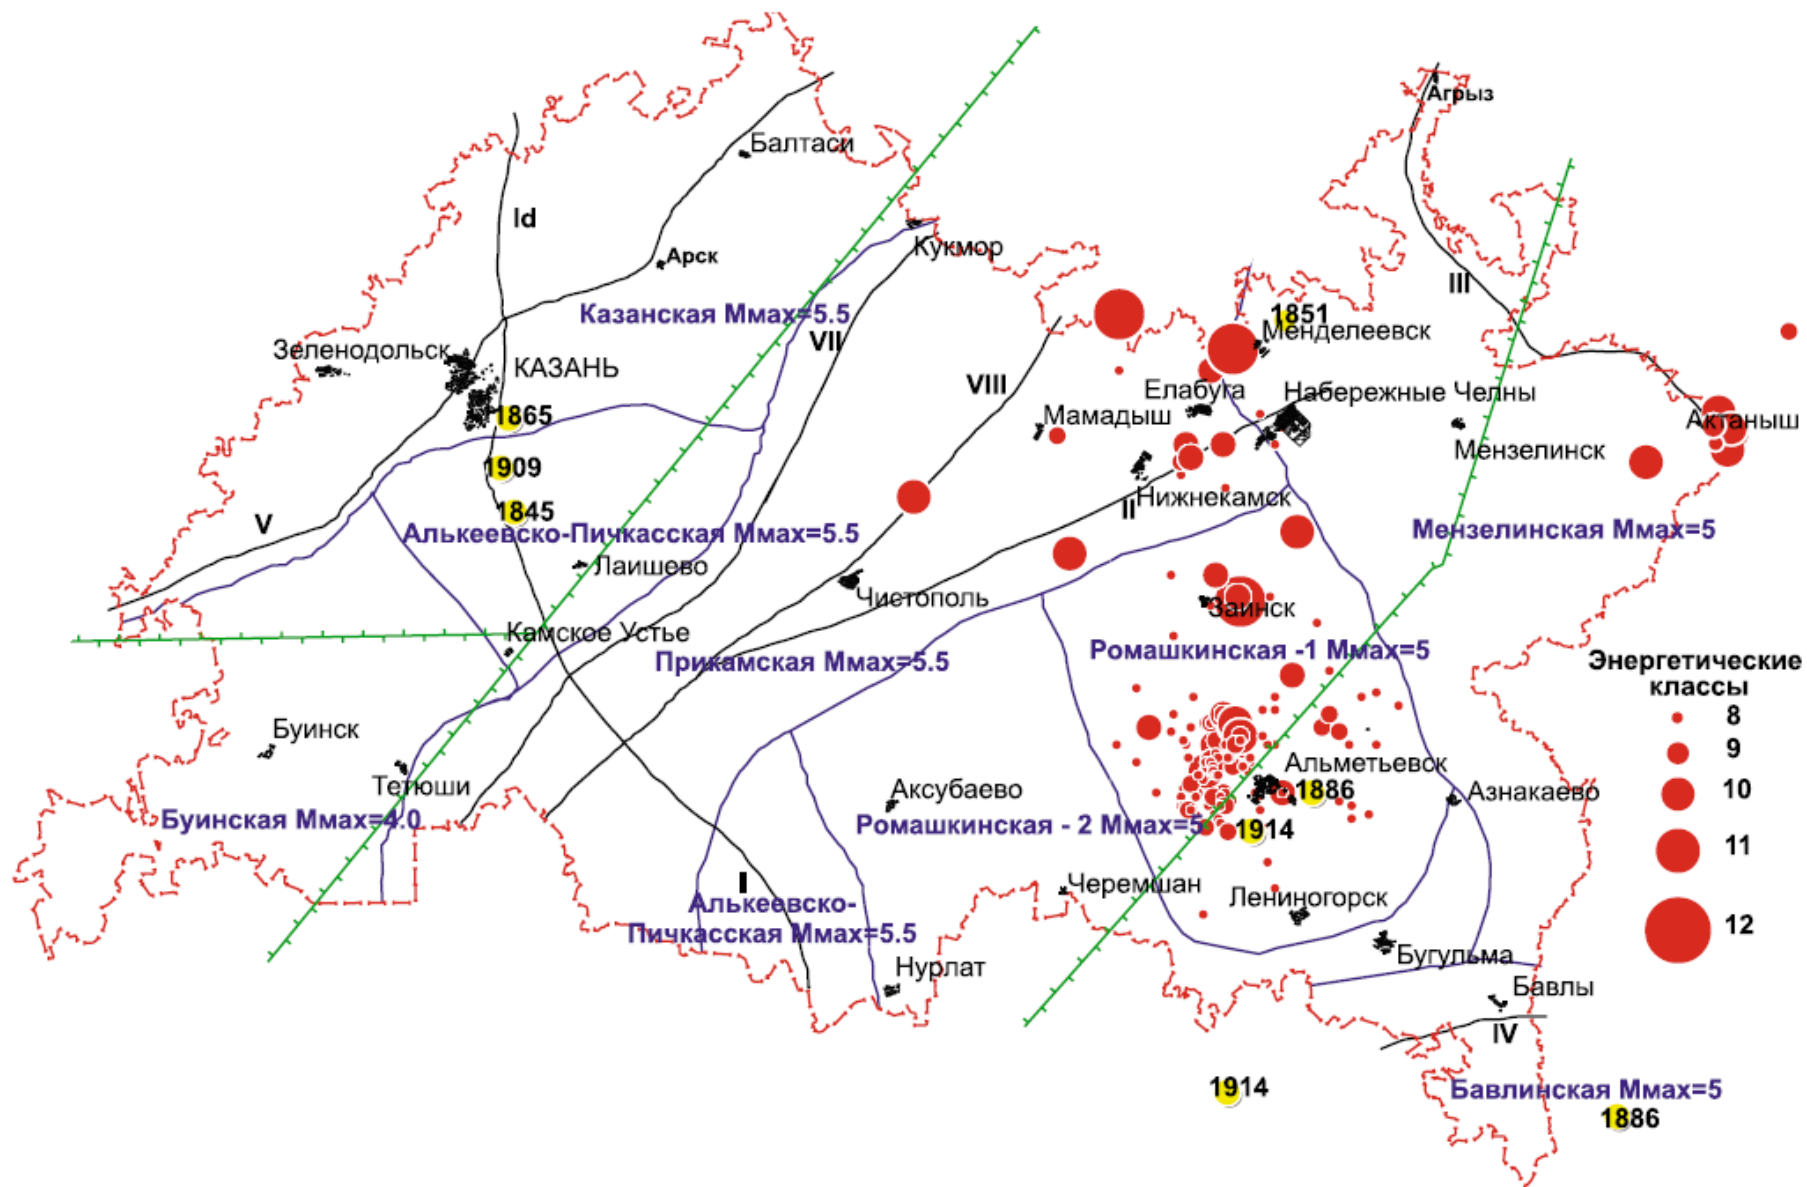 Агрыз
Балтаси
Id
Арск
Кукмор
III
Казанская Ммах=5.5
1851
Менделеевск
VII
Зеленодольск
КАЗАНЬ
VIII
Елабуга
Набережные Челны
1865
Мамадыш
Актаныш
Мензелинск
1909
Нижнекамск
II
1845
V
Алькеевско-Пичкасская Ммах=5.5
Мензелинская Ммах=5
Лаишево
Чистополь
Заинск
Камское Устье
Прикамская Ммах=5.5
Ромашкинская -1 Ммах=5
Энергетические
классы
8
9
10
11
12
Буинск
Тетюши
Альметьевск
Аксубаево
1886
Азнакаево
Буинская Ммах=4.0
Ромашкинская - 2 Ммах=5
1914
I
Черемшан
Лениногорск
Алькеевско-
Пичкасская Ммах=5.5
Бугульма
Нурлат
Бавлы
IV
1914
Бавлинская Ммах=5
1886